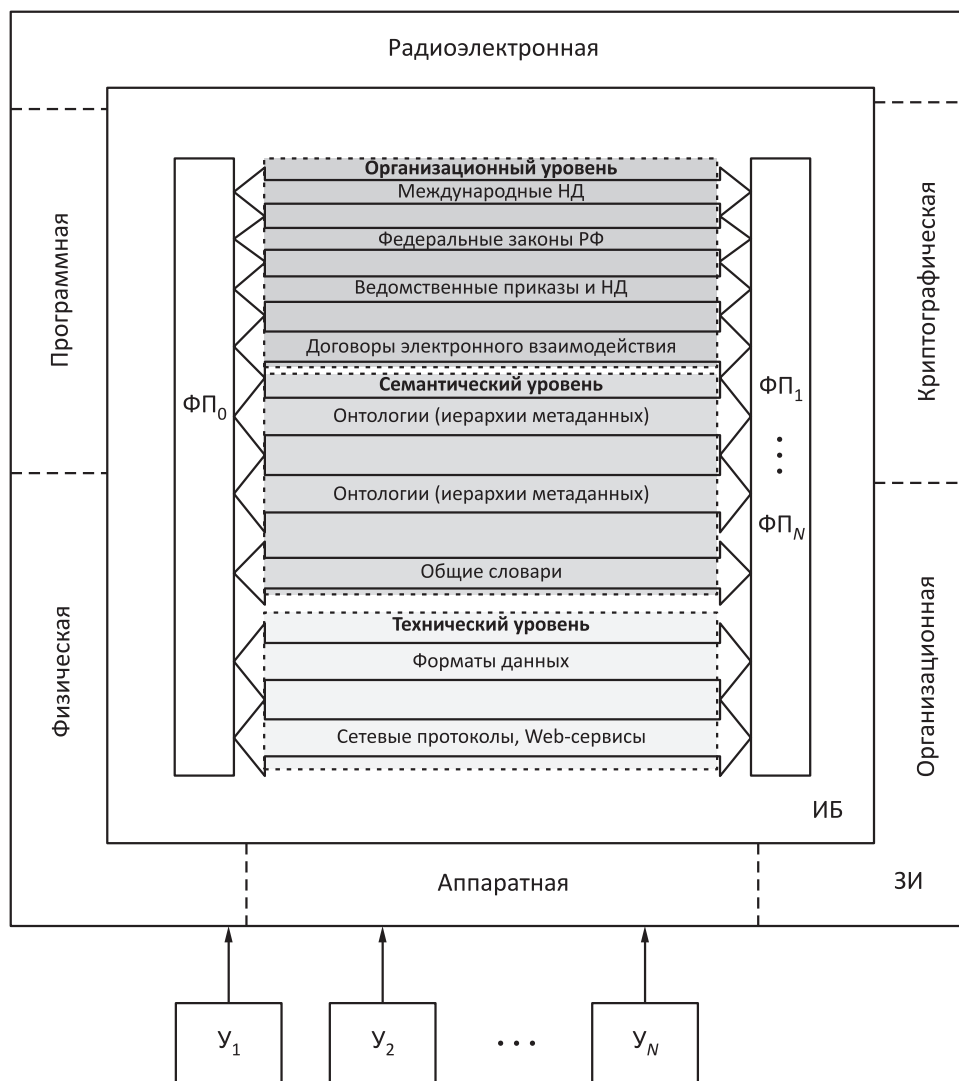 Радиоэлектронная
Программная
Криптографическая
Организационный уровень
Международные НД
Федеральные законы РФ
Ведомственные приказы и НД
Договоры электронного взаимодействия
Семантический уровень
ФП0
ФП1
Онтологии (иерархии метаданных)
Онтологии (иерархии метаданных)
ФПN
Общие словари
Физическая
Организационная
Технический уровень
Форматы данных
Сетевые протоколы, Web-сервисы
ИБ
Аппаратная
ЗИ
У1
У2
...
УN